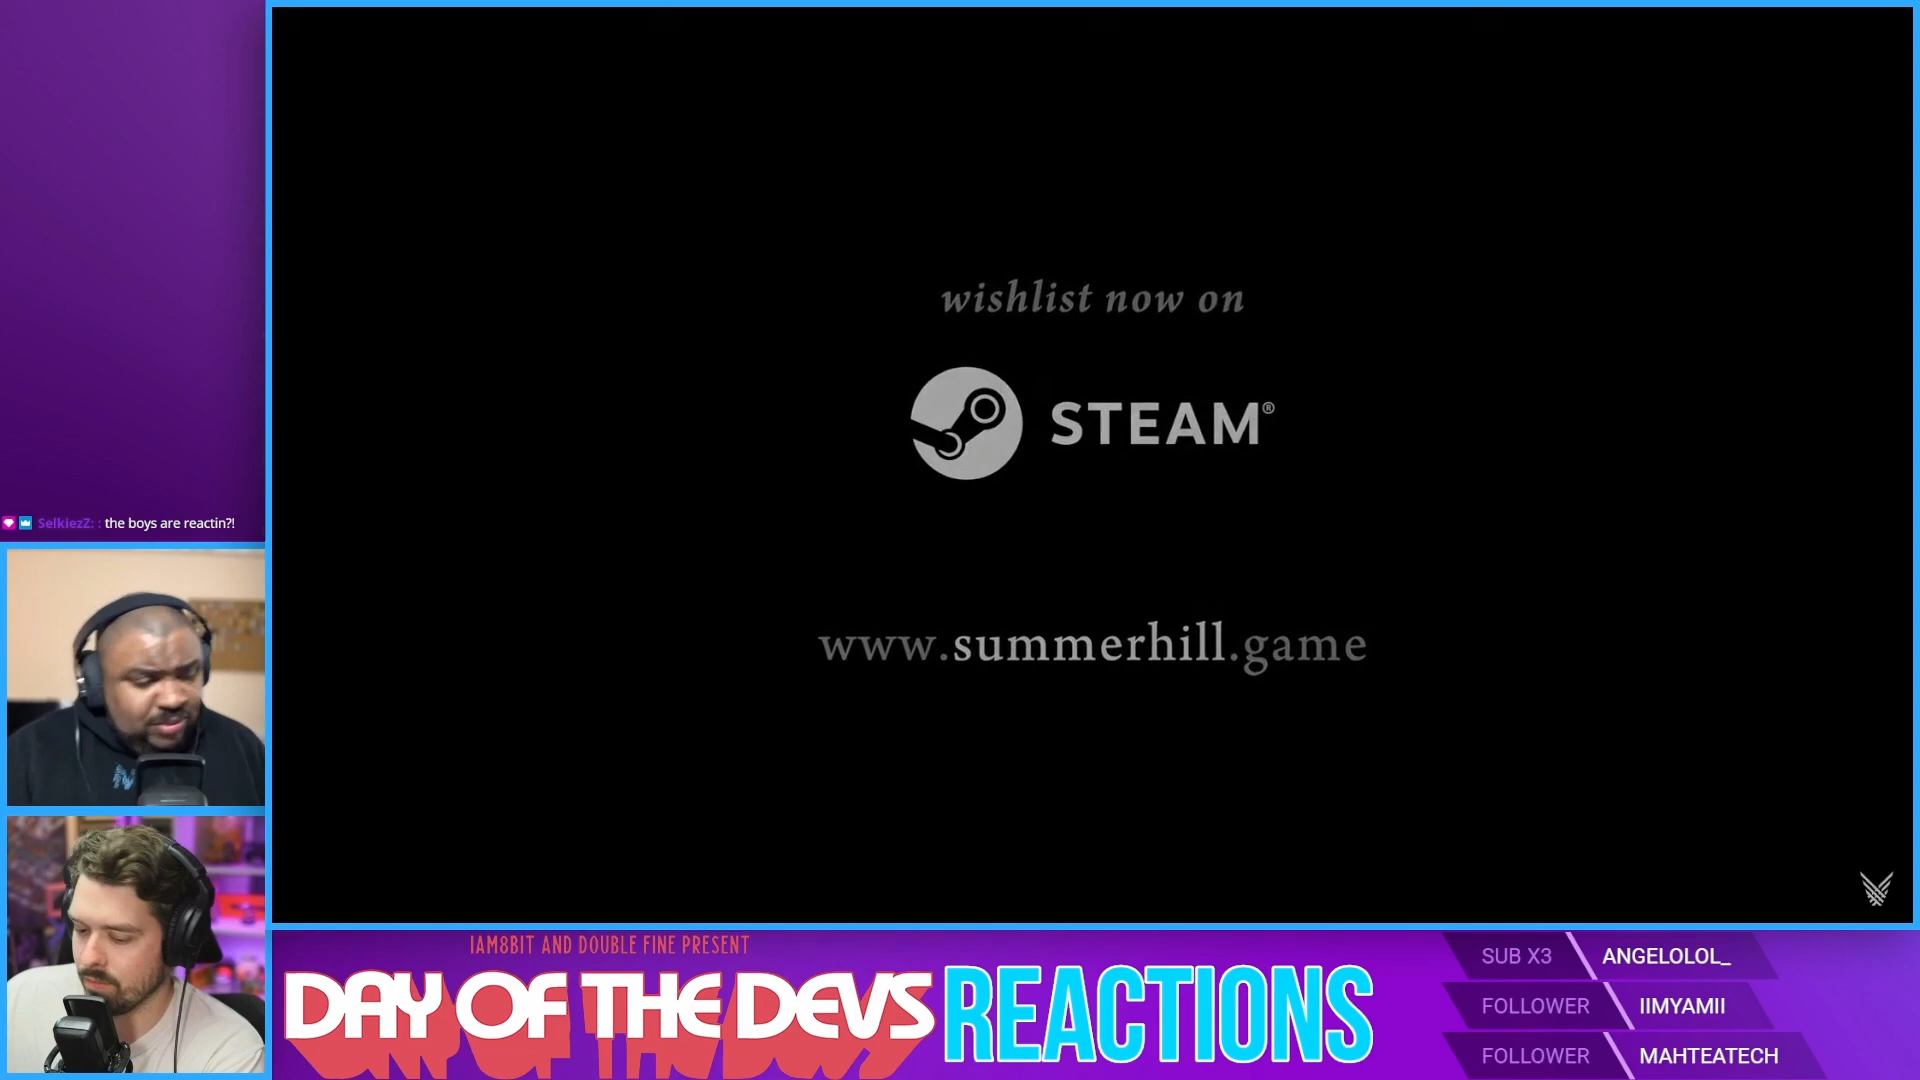 wishlist now on
STEAM®
www.summerhill.game
SelkiezZ: : the boys are reactin?!
IAM8BIT AND DOUBLE FINE PRESENT
DAY OF THE DEVS REACTIONS
SUB X3 ANGELOLOL_
FOLLOWER IIMYAMII
FOLLOWER MAHTEATECH